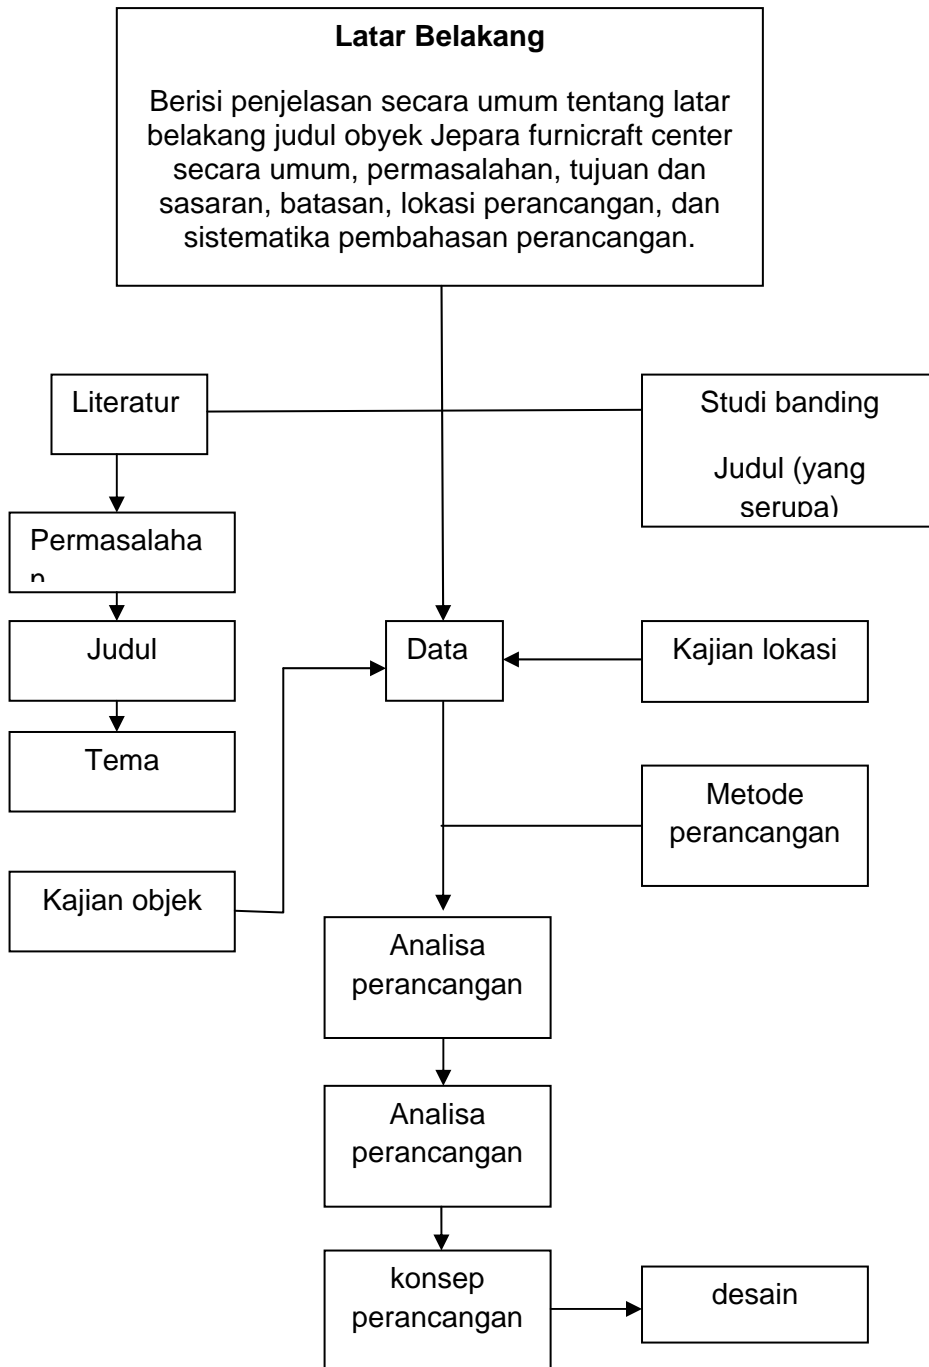 Latar Belakang
Berisi penjelasan secara umum tentang latar
belakang judul obyek Jepara furnicraft center
secara umum, permasalahan, tujuan dan
sasaran, batasan, lokasi perancangan, dan
sistematika pembahasan perancangan.
Literatur
Studi banding
Judul (yang
serupa)
Permasalaha
n
Judul
Data
Kajian lokasi
Tema
Metode
perancangan
Kajian objek
Analisa
perancangan
Analisa
perancangan
konsep
perancangan
desain